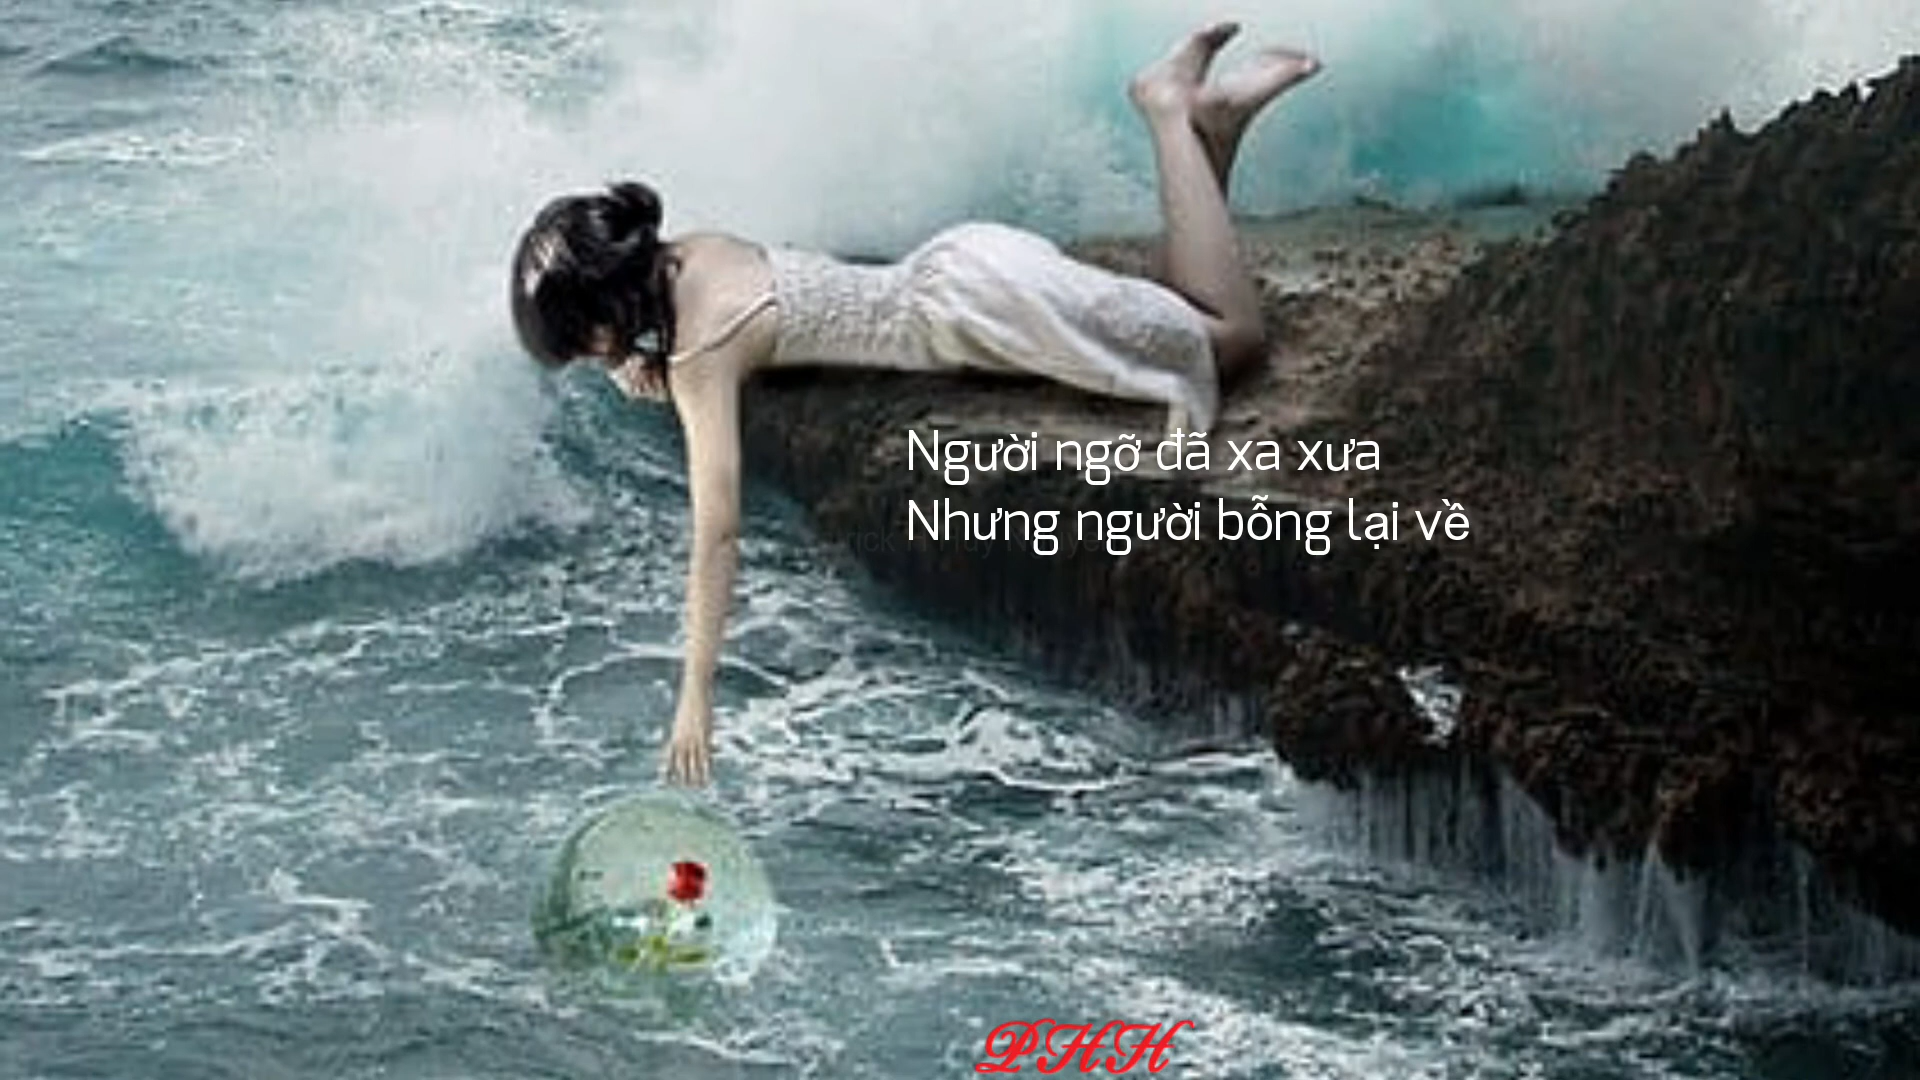 Người ngỡ đã xa xưa
Nhưng người bỗng lại về
PHH